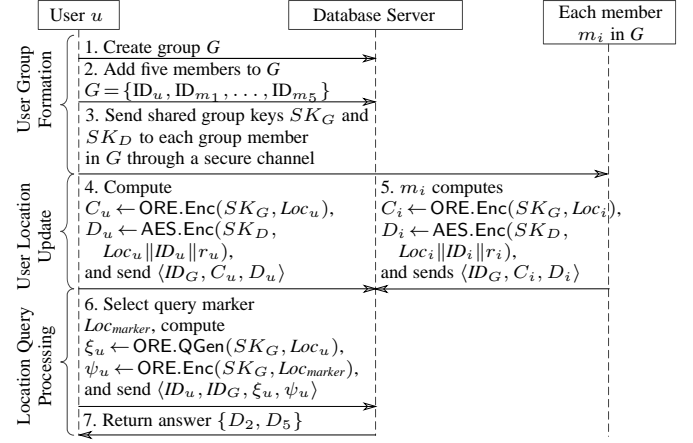 User u
Database Server
Each member
m_i in G
User Group
Formation
1. Create group G
2. Add five members to G
G={ID_u, ID_{m_1}, . . . , ID_{m_5}}
3. Send shared group keys SK_G and
SK_D to each group member
in G through a secure channel
User Location
Update
4. Compute
C_u←ORE.Enc(SK_G, Loc_u),
D_u←AES.Enc(SK_D,
Loc_u‖ID_u‖r_u),
and send ⟨ID_G, C_u, D_u⟩
5. m_i computes
C_i←ORE.Enc(SK_G, Loc_i),
D_i←AES.Enc(SK_D,
Loc_i‖ID_i‖r_i),
and sends ⟨ID_G, C_i, D_i⟩
Location Query
Processing
6. Select query marker
Loc_{marker}, compute
ξ_u←ORE.QGen(SK_G, Loc_u),
ψ_u←ORE.Enc(SK_G, Loc_{marker}),
and send ⟨ID_u, ID_G, ξ_u, ψ_u⟩
7. Return answer {D_2, D_5}